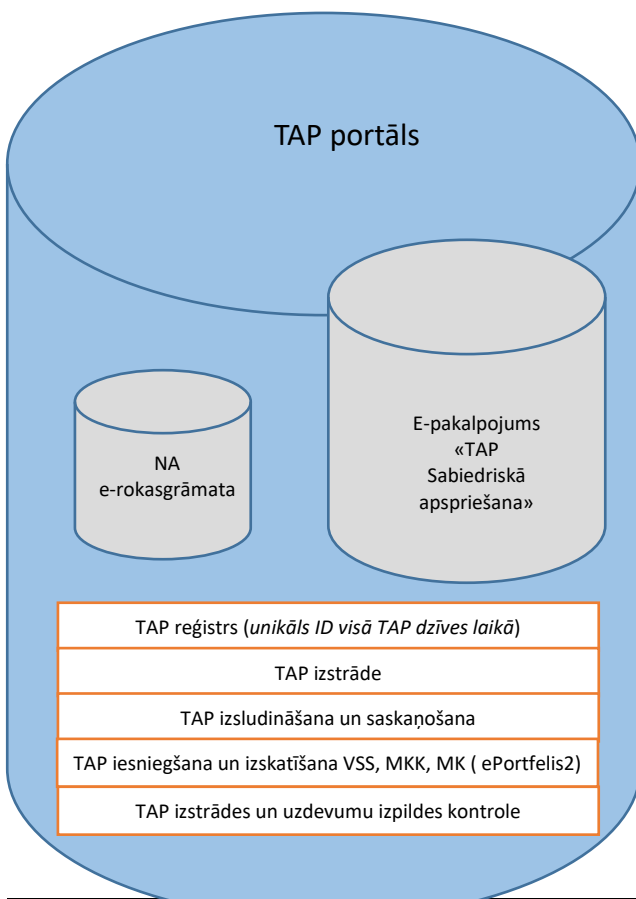 TAP portāls
NA
e-rokasgrāmata
E-pakalpojums
«TAP
Sabiedriskā
apspriešana»
TAP reģistrs (unikāls ID visā TAP dzīves laikā)
TAP izstrāde
TAP izsludināšana un saskaņošana
TAP iesniegšana un izskatīšana VSS, MKK, MK ( ePortfelis2)
TAP izstrādes un uzdevumu izpildes kontrole